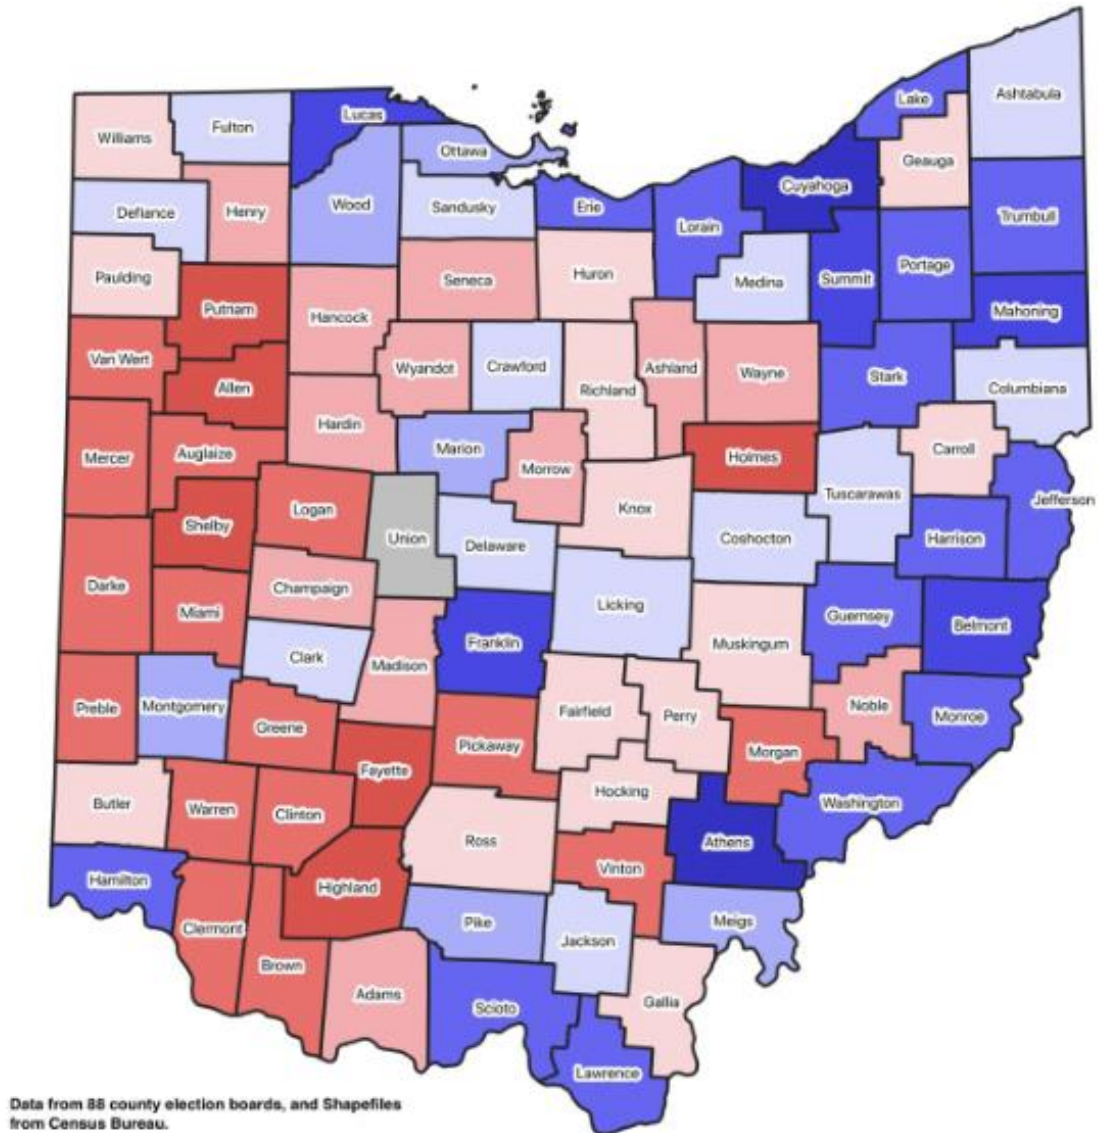 Williams
Fulton
Lucas
Ottawa
Lake
Ashtabula
Geauga
Defiance
Henry
Wood
Sandusky
Erie
Lorain
Cuyahoga
Trumbull
Paulding
Putnam
Hancock
Seneca
Huron
Medina
Summit
Portage
Mahoning
Van Wert
Allen
Wyandot
Crawford
Richland
Ashland
Wayne
Stark
Columbiana
Mercer
Auglaize
Hardin
Marion
Morrow
Holmes
Carroll
Tuscarawas
Shelby
Logan
Union
Delaware
Knox
Coshocton
Harrison
Jefferson
Darke
Miami
Champaign
Clark
Madison
Franklin
Licking
Muskingum
Guernsey
Belmont
Preble
Montgomery
Greene
Fayette
Pickaway
Fairfield
Perry
Morgan
Noble
Monroe
Butler
Warren
Clinton
Ross
Hocking
Athens
Washington
Hamilton
Highland
Vinton
Clermont
Pike
Jackson
Meigs
Brown
Adams
Scioto
Gallia
Lawrence
Data from 88 county election boards, and Shapefiles
from Census Bureau.